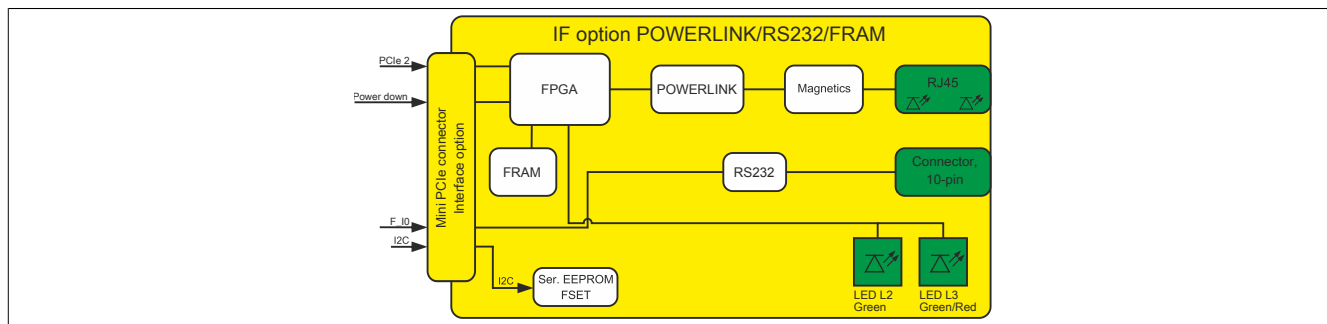 IF option POWERLINK/RS232/FRAM
PCIe 2
Power down
F_I0
I2C
Mini PCIe connector
Interface option
FPGA
POWERLINK
Magnetics
RJ45
FRAM
RS232
Connector,
10-pin
I2C
Ser. EEPROM
FSET
LED L2
Green
LED L3
Green/Red